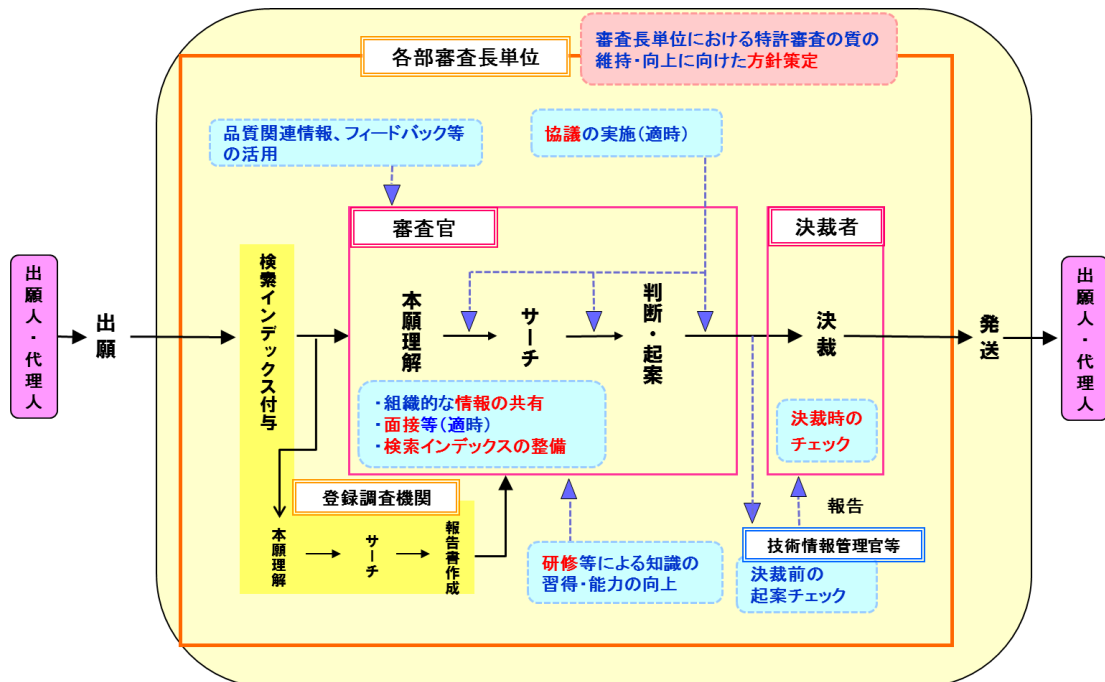 各部審査長単位
審査長単位における特許審査の質の
維持・向上に向けた方針策定
品質関連情報、フィードバック等
の活用
協議の実施(適時)
審査官
決裁者
出願人・代理人
出願
検索インデックス付与
本願理解
サーチ
判断・起案
決裁
発送
出願人・代理人
・組織的な情報の共有
・面接等(適時)
・検索インデックスの整備
決裁時の
チェック
登録調査機関
本願理解
サーチ
報告書作成
報告
技術情報管理官等
決裁前の
起案チェック
研修等による知識の
習得・能力の向上